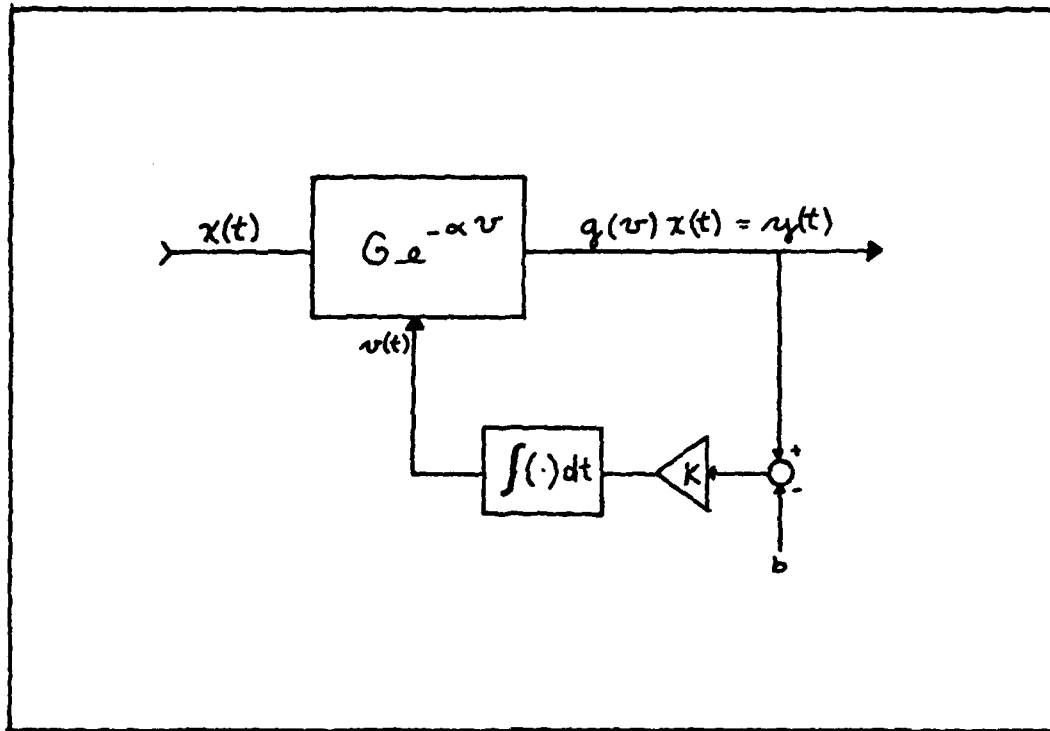 x(t)
G e^{-αv}
g(v) x(t) = y(t)
v(t)
∫(·)dt
K
+
-
b